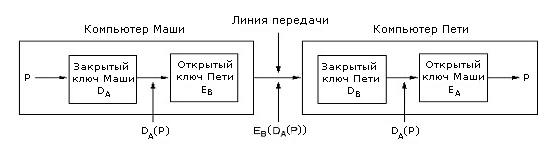 Линия передачи
Компьютер Маши
Компьютер Пети
P
Закрытый
ключ Маши
D_A
Открытый
ключ Пети
E_B
Закрытый
ключ Пети
D_B
Открытый
ключ Маши
E_A
P
D_A(P)
E_B(D_A(P))
D_A(P)